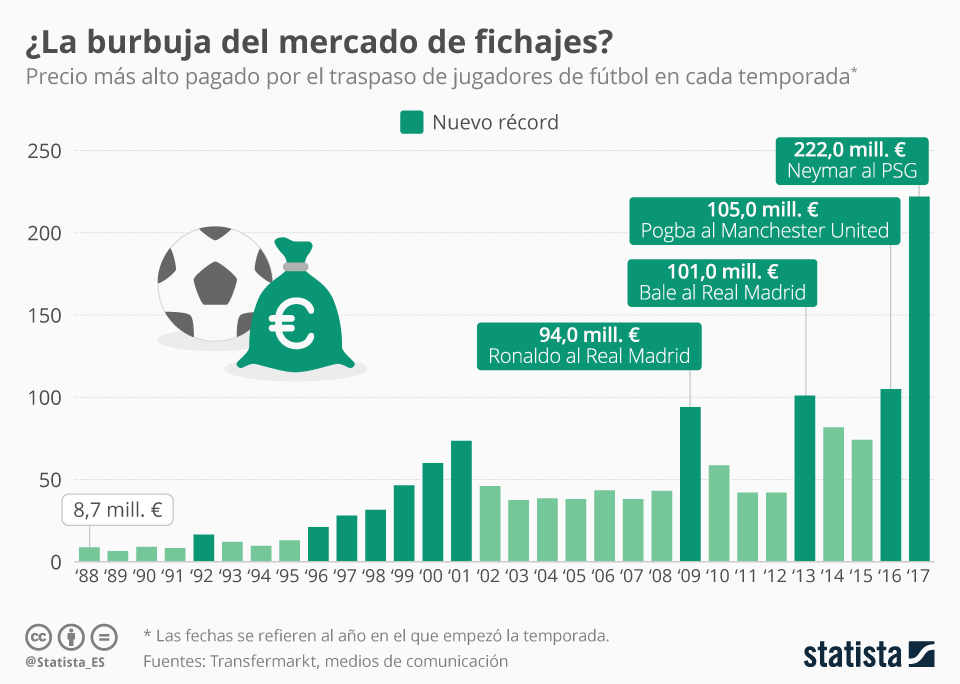 ¿La burbuja del mercado de fichajes?
Precio más alto pagado por el traspaso de jugadores de fútbol en cada temporada*
Nuevo récord
250
200
150
100
50
0
222,0 mill. €
Neymar al PSG
105,0 mill. €
Pogba al Manchester United
101,0 mill. €
Bale al Real Madrid
94,0 mill. €
Ronaldo al Real Madrid
€
8,7 mill. €
‘88 ‘89 ‘90 ‘91 ‘92 ‘93 ‘94 ‘95 ‘96 ‘97 ‘98 ‘99 ‘00 ‘01 ‘02 ‘03 ‘04 ‘05 ‘06 ‘07 ‘08 ‘09 ‘10 ‘11 ‘12 ‘13 ‘14 ‘15 ‘16 ‘17
cc
@Statista_ES
* Las fechas se refieren al año en el que empezó la temporada.
Fuentes: Transfermarkt, medios de comunicación
statista